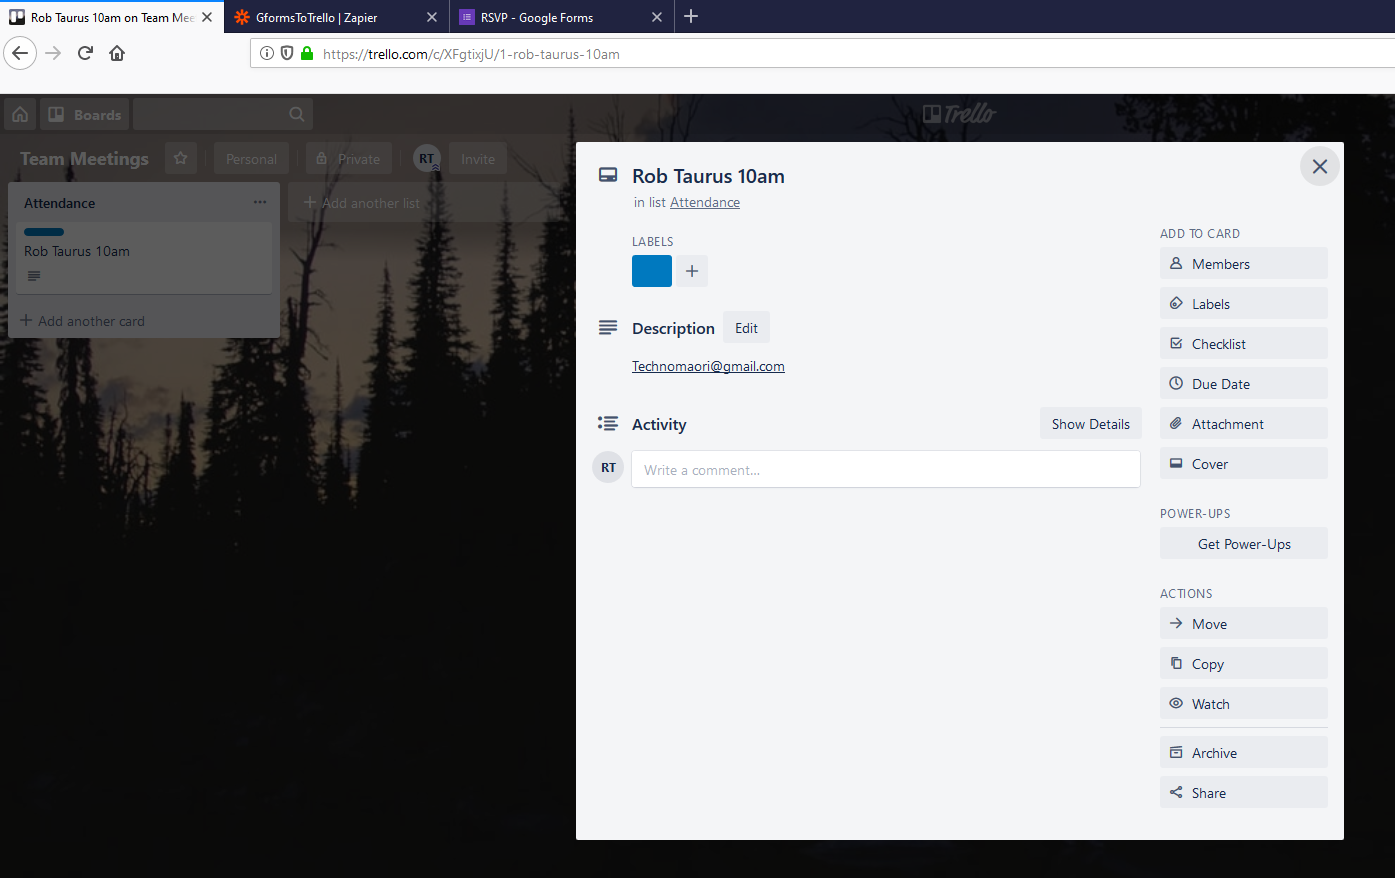 Rob Taurus 10am on Team Mee
GformsToTrello | Zapier
RSVP - Google Forms
https://trello.com/c/XFgtixjU/1-rob-taurus-10am
Boards
Trello
Team Meetings
Personal
Private
RT
Invite
Attendance
Rob Taurus 10am
Add another card
Add another list
Rob Taurus 10am
in list Attendance
LABELS
Description
Edit
Technomaori@gmail.com
Activity
Show Details
RT
Write a comment...
ADD TO CARD
Members
Labels
Checklist
Due Date
Attachment
Cover
POWER-UPS
Get Power-Ups
ACTIONS
Move
Copy
Watch
Archive
Share